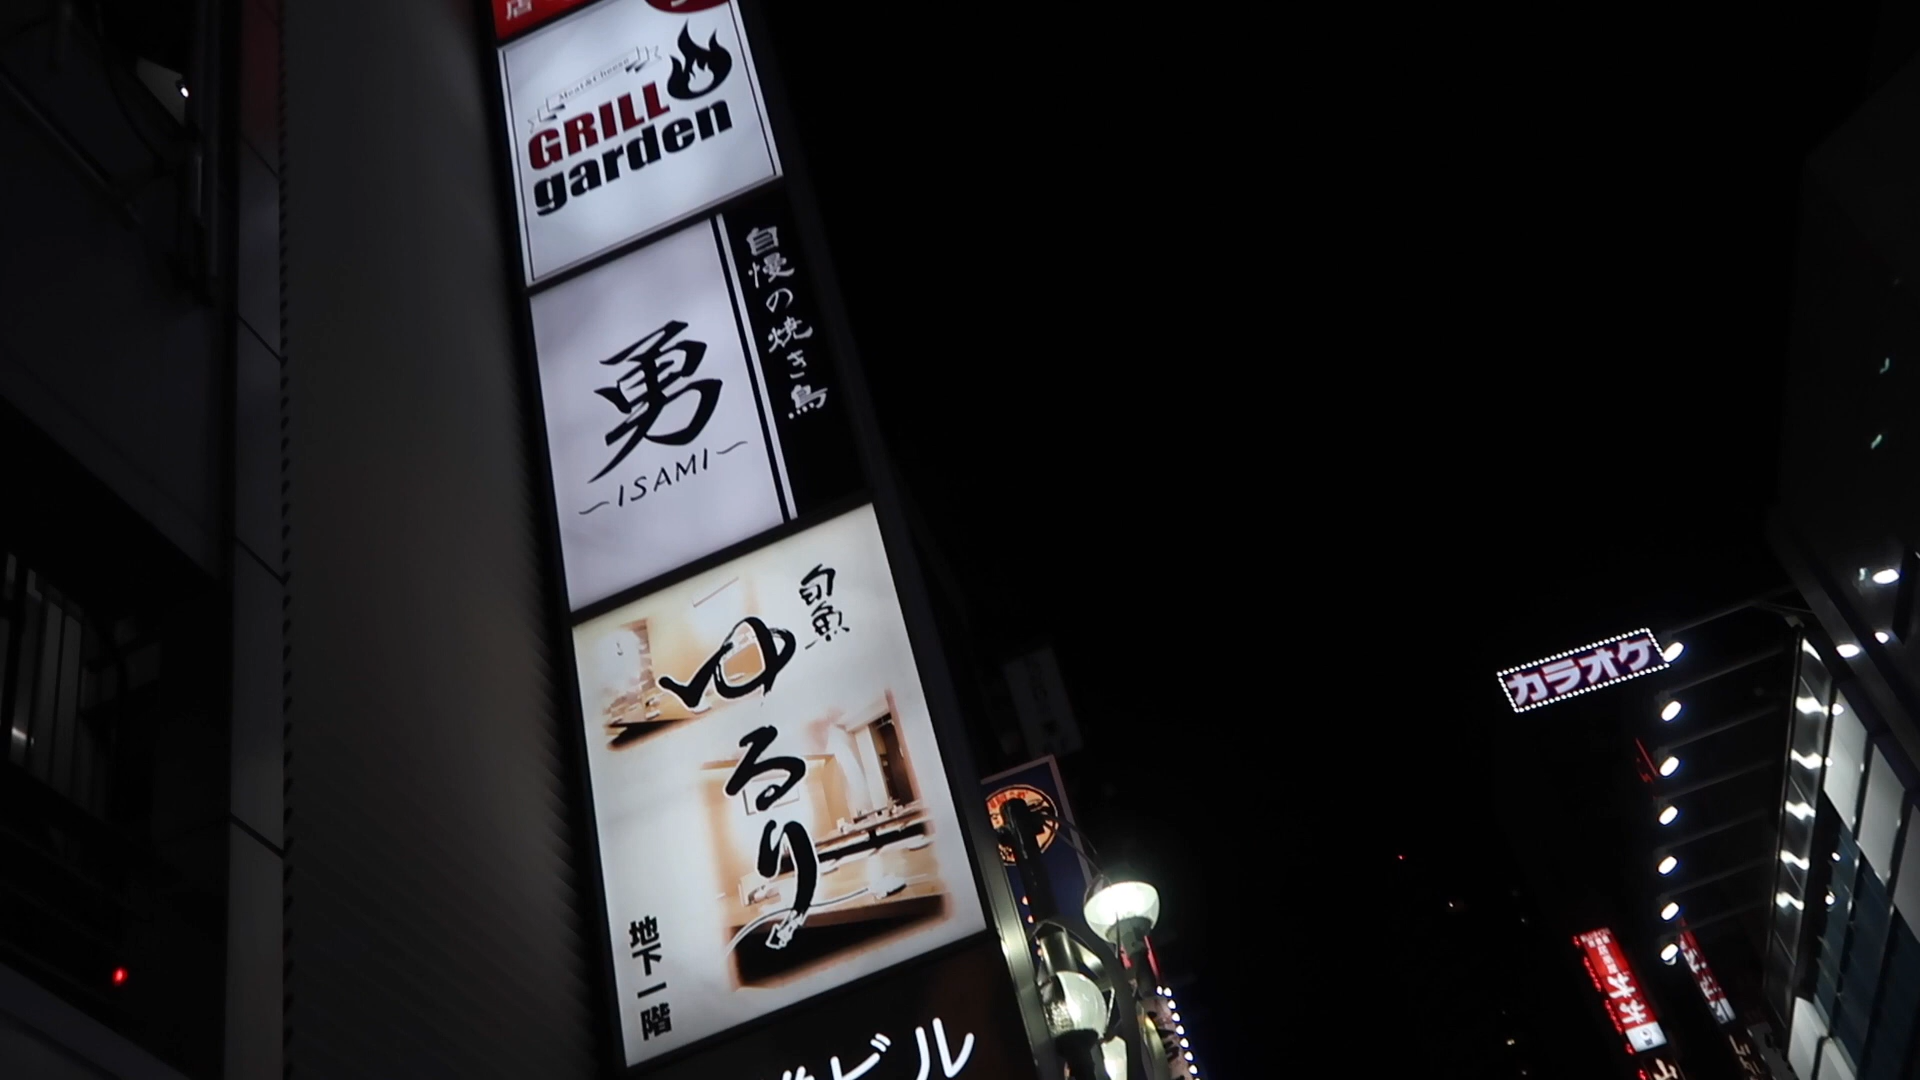 店
Meat&Cheese
GRILL
garden
自慢の焼き鳥
勇
~ISAMI~
旬魚
ゆるり
地下一階
ビル
カラオケ